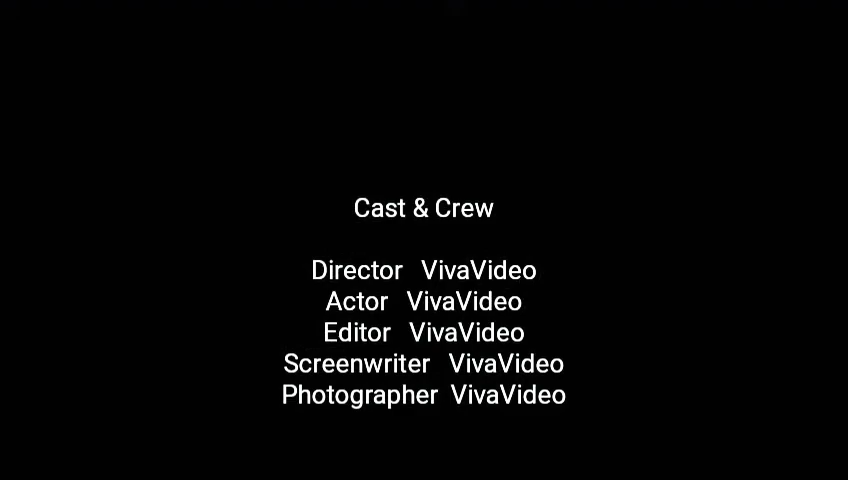 Cast & Crew
Director VivaVideo
Actor VivaVideo
Editor VivaVideo
Screenwriter VivaVideo
Photographer VivaVideo